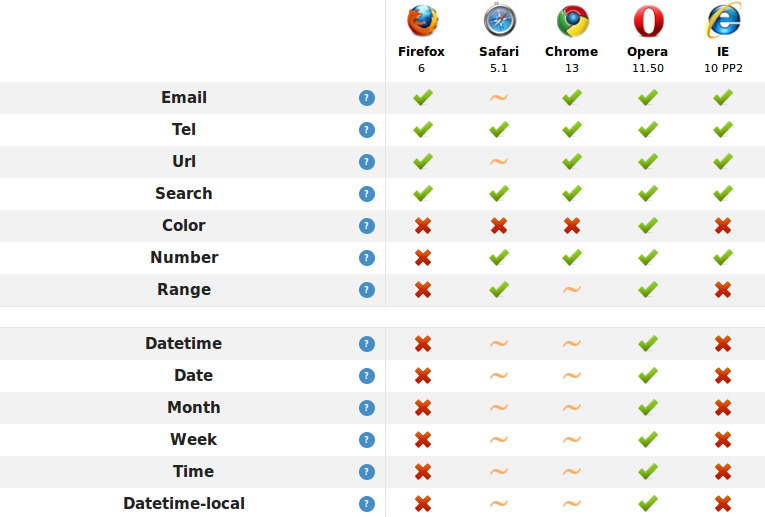 Firefox Safari Chrome Opera IE
6 5.1 13 11.50 10 PP2
Email ?
Tel ?
Url ?
Search ?
Color ?
Number ?
Range ?
Datetime ?
Date ?
Month ?
Week ?
Time ?
Datetime-local ?